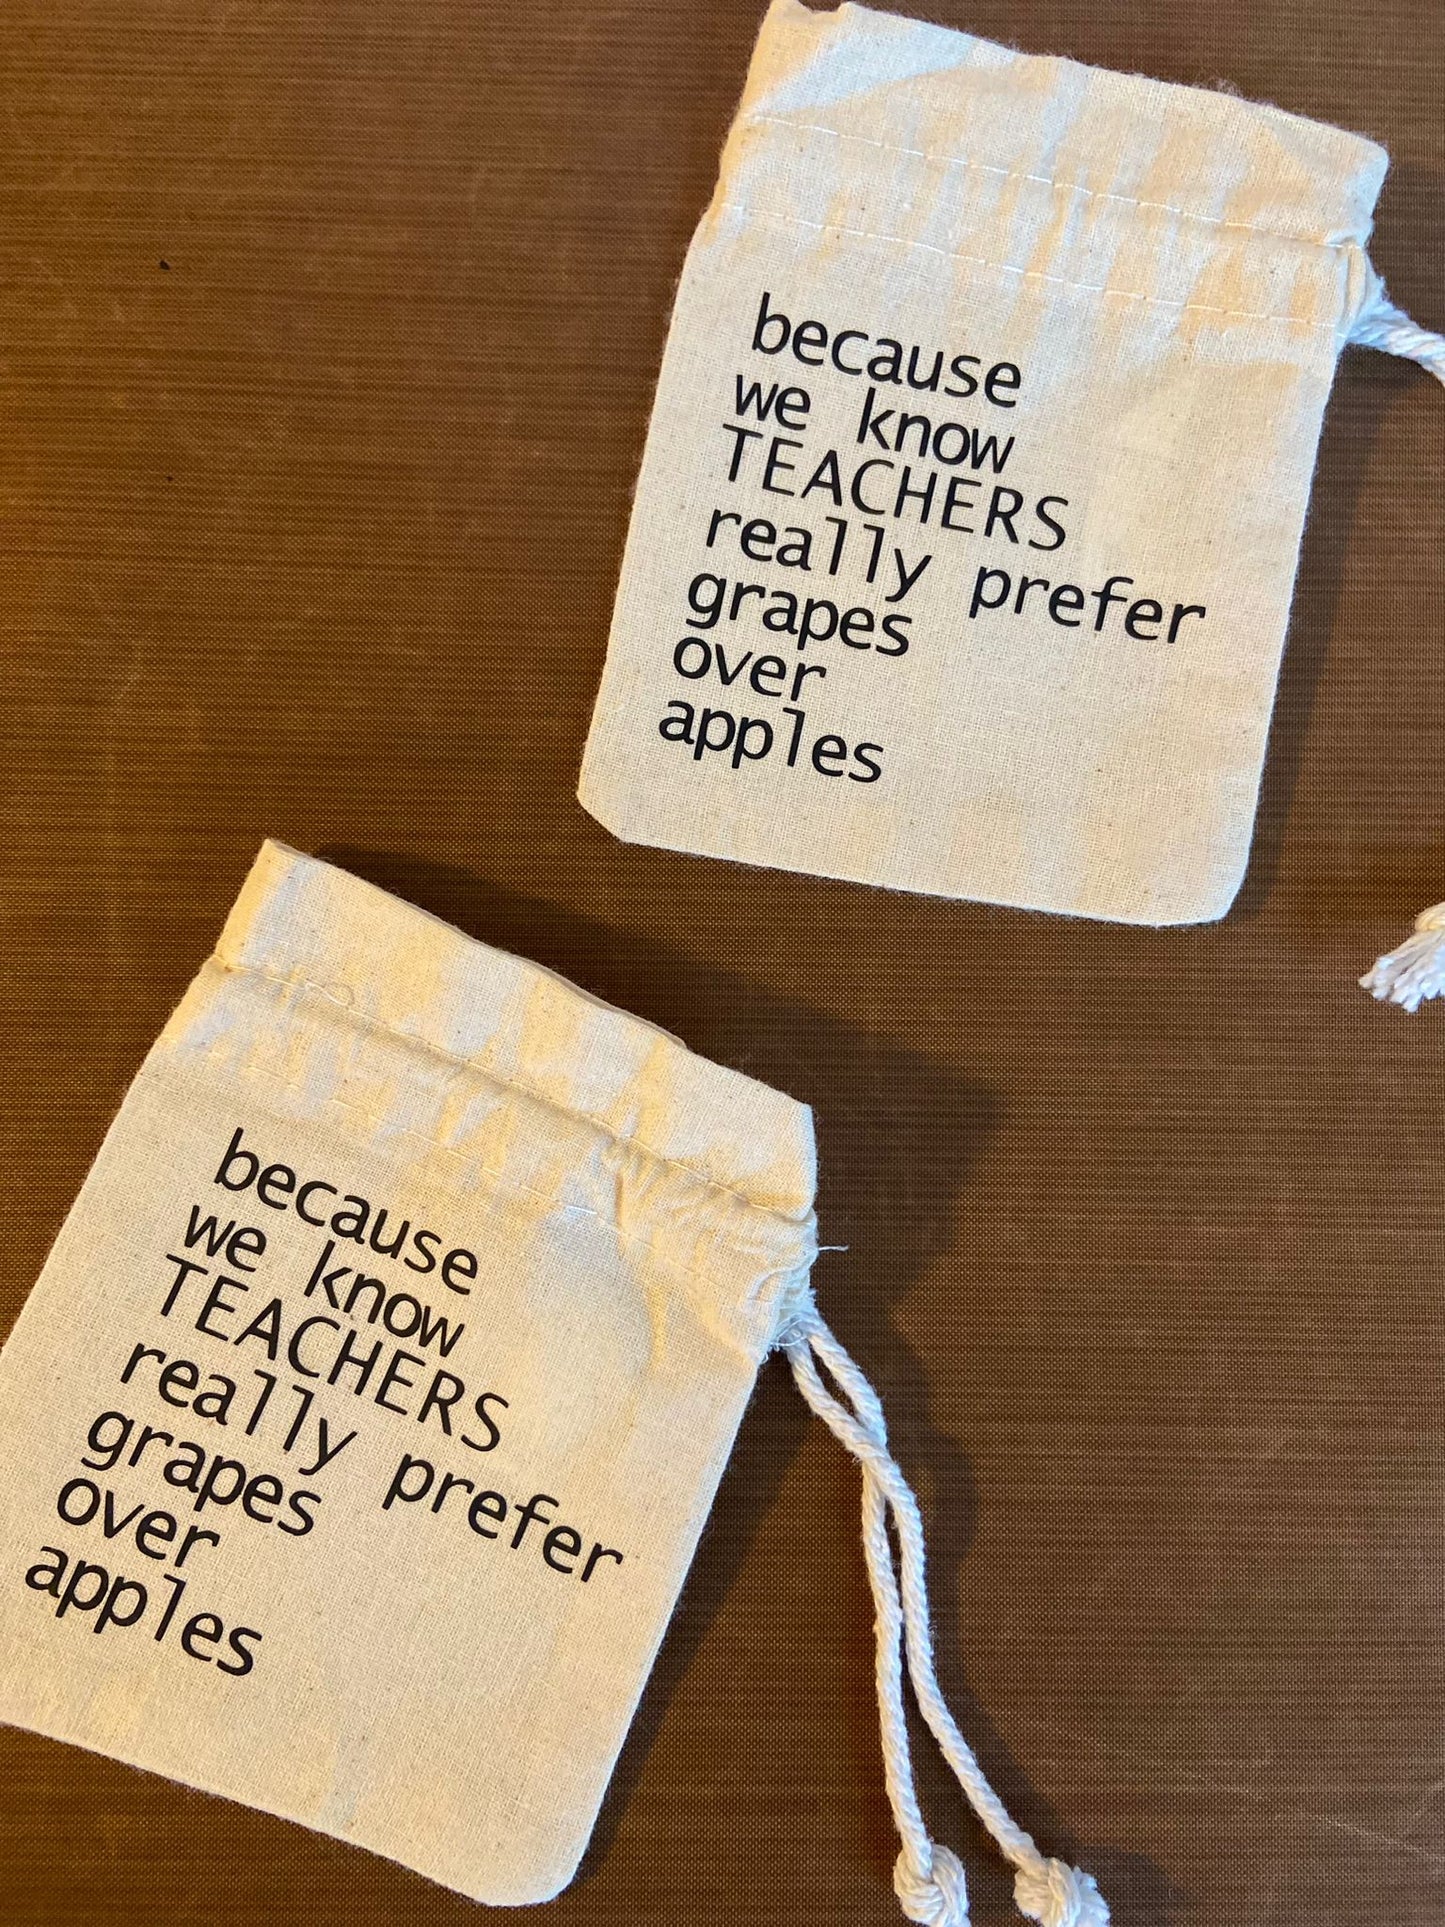 because
we know
TEACHERS
really prefer
grapes
over
apples
because
we know
TEACHERS
really prefer
grapes
over
apples